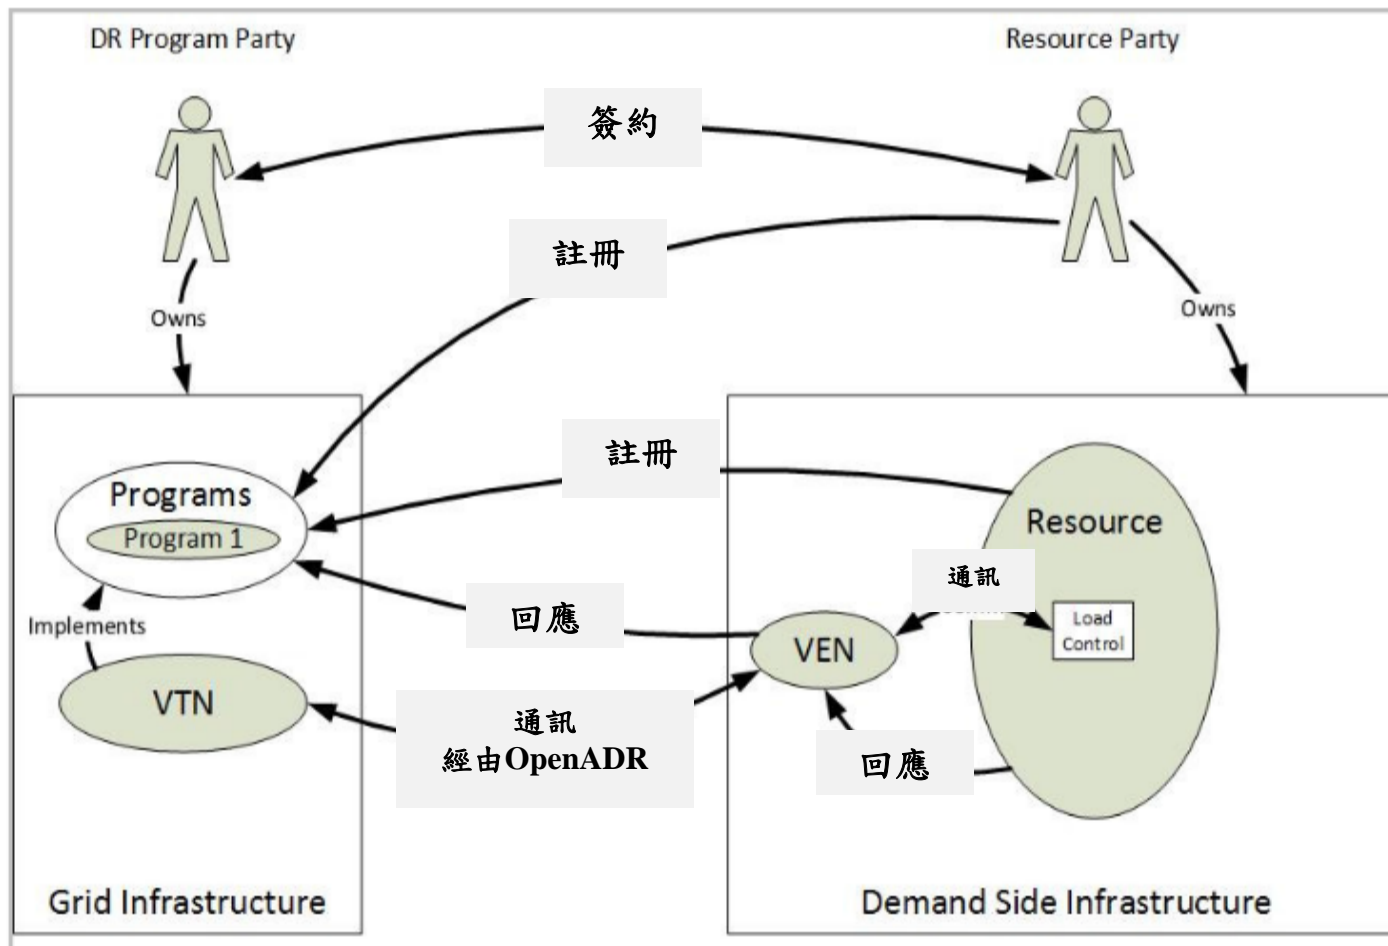 DR Program Party
Resource Party
簽約
註冊
Owns
Owns
註冊
Programs
Program 1
Resource
通訊
Load
Control
Implements
回應
VEN
VTN
通訊
經由OpenADR
回應
Grid Infrastructure
Demand Side Infrastructure